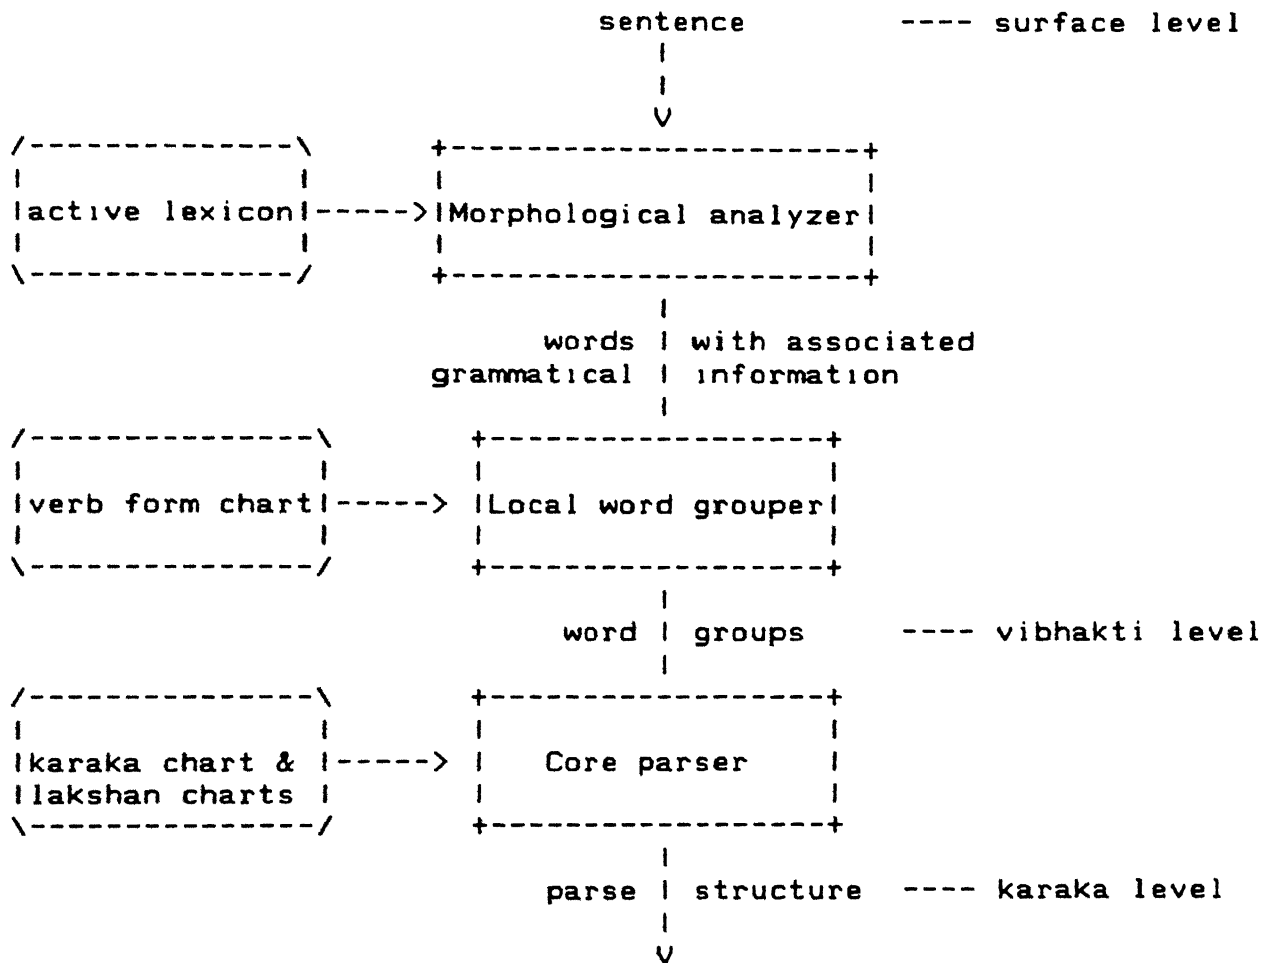 sentence ---- surface level
active lexicon
Morphological analyzer
words with associated
grammatical information
verb form chart
Local word grouper
word groups ---- vibhakti level
karaka chart &
lakshan charts
Core parser
parse structure ---- karaka level